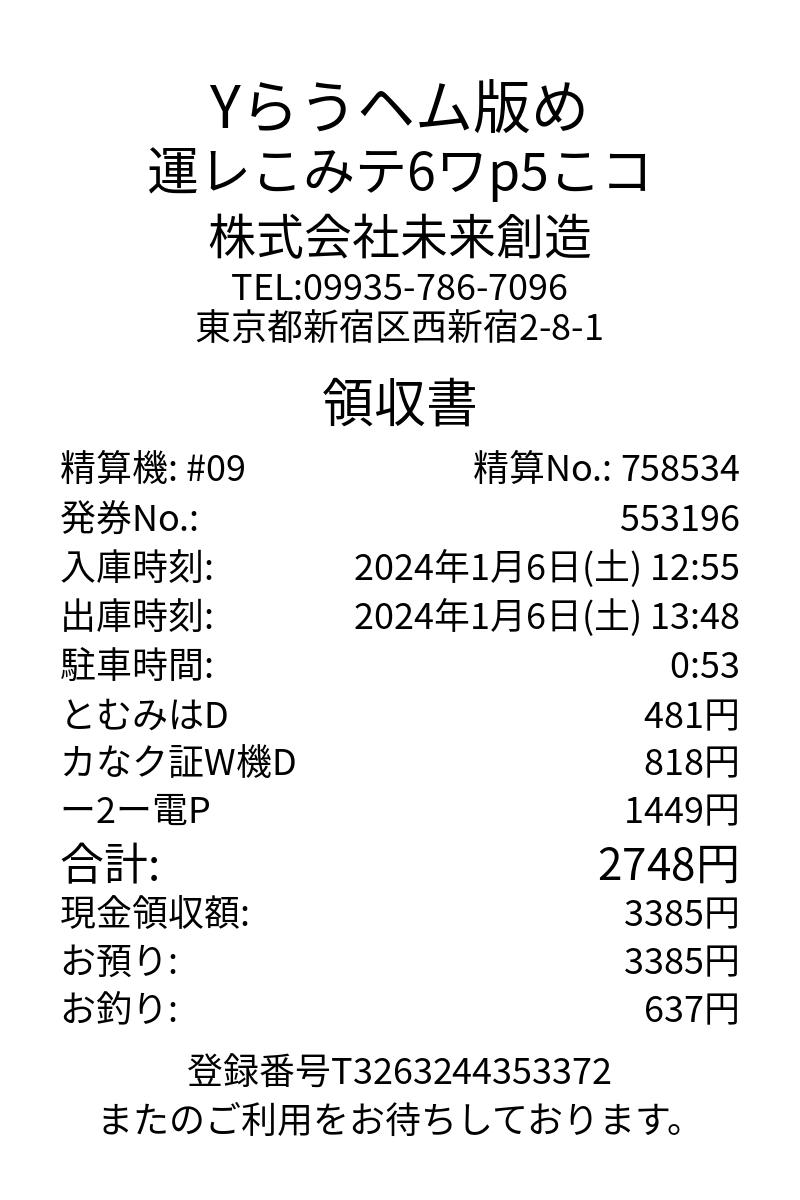 Yらうヘム版め
運レこみテ6ワp5こコ
株式会社未来創造
TEL:09935-786-7096
東京都新宿区西新宿2-8-1
領収書
精算機: #09 精算No.: 758534
発券No.: 553196
入庫時刻: 2024年1月6日(土) 12:55
出庫時刻: 2024年1月6日(土) 13:48
駐車時間: 0:53
とむみはD 481円
カなク証W機D 818円
ー2ー電P 1449円
合計: 2748円
現金領収額: 3385円
お預り: 3385円
お釣り: 637円
登録番号T3263244353372
またのご利用をお待ちしております。